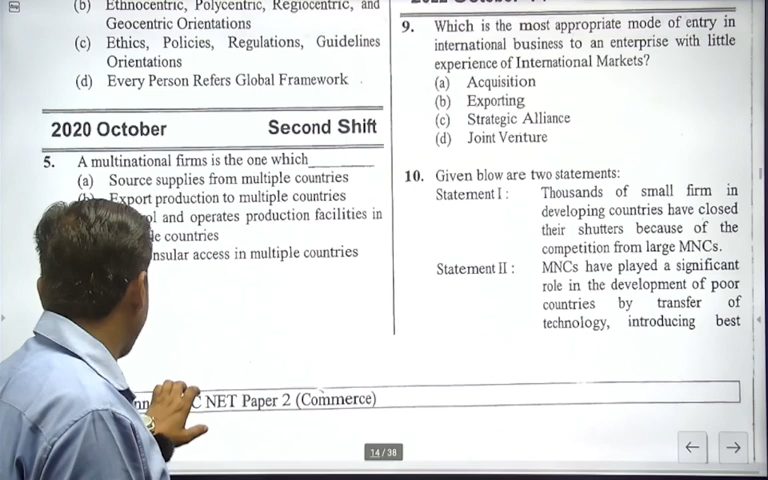 (b) Ethnocentric, Polycentric, Regiocentric, and
Geocentric Orientations
(c) Ethics, Policies, Regulations, Guidelines
Orientations
(d) Every Person Refers Global Framework
2020 October Second Shift
5. A multinational firms is the one which________
(a) Source supplies from multiple countries
Export production to multiple countries
and operates production facilities in
countries
access in multiple countries
9. Which is the most appropriate mode of entry in
international business to an enterprise with little
experience of International Markets?
(a) Acquisition
(b) Exporting
(c) Strategic Alliance
(d) Joint Venture
10. Given blow are two statements:
Statement I : Thousands of small firm in
developing countries have closed
their shutters because of the
competition from large MNCs.
Statement II : MNCs have played a significant
role in the development of poor
countries by transfer of
technology, introducing best
NET Paper 2 (Commerce)
14 / 38